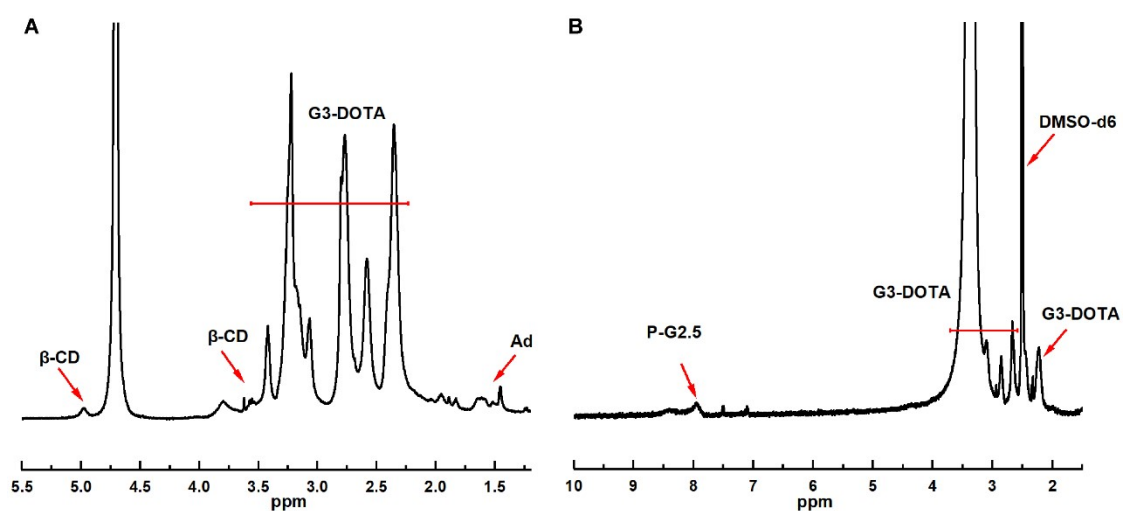 A
G3-DOTA
β-CD
β-CD
Ad
5.5 5.0 4.5 4.0 3.5 3.0 2.5 2.0 1.5
ppm
B
DMSO-d6
G3-DOTA
G3-DOTA
P-G2.5
10 9 8 7 6 5 4 3 2
ppm